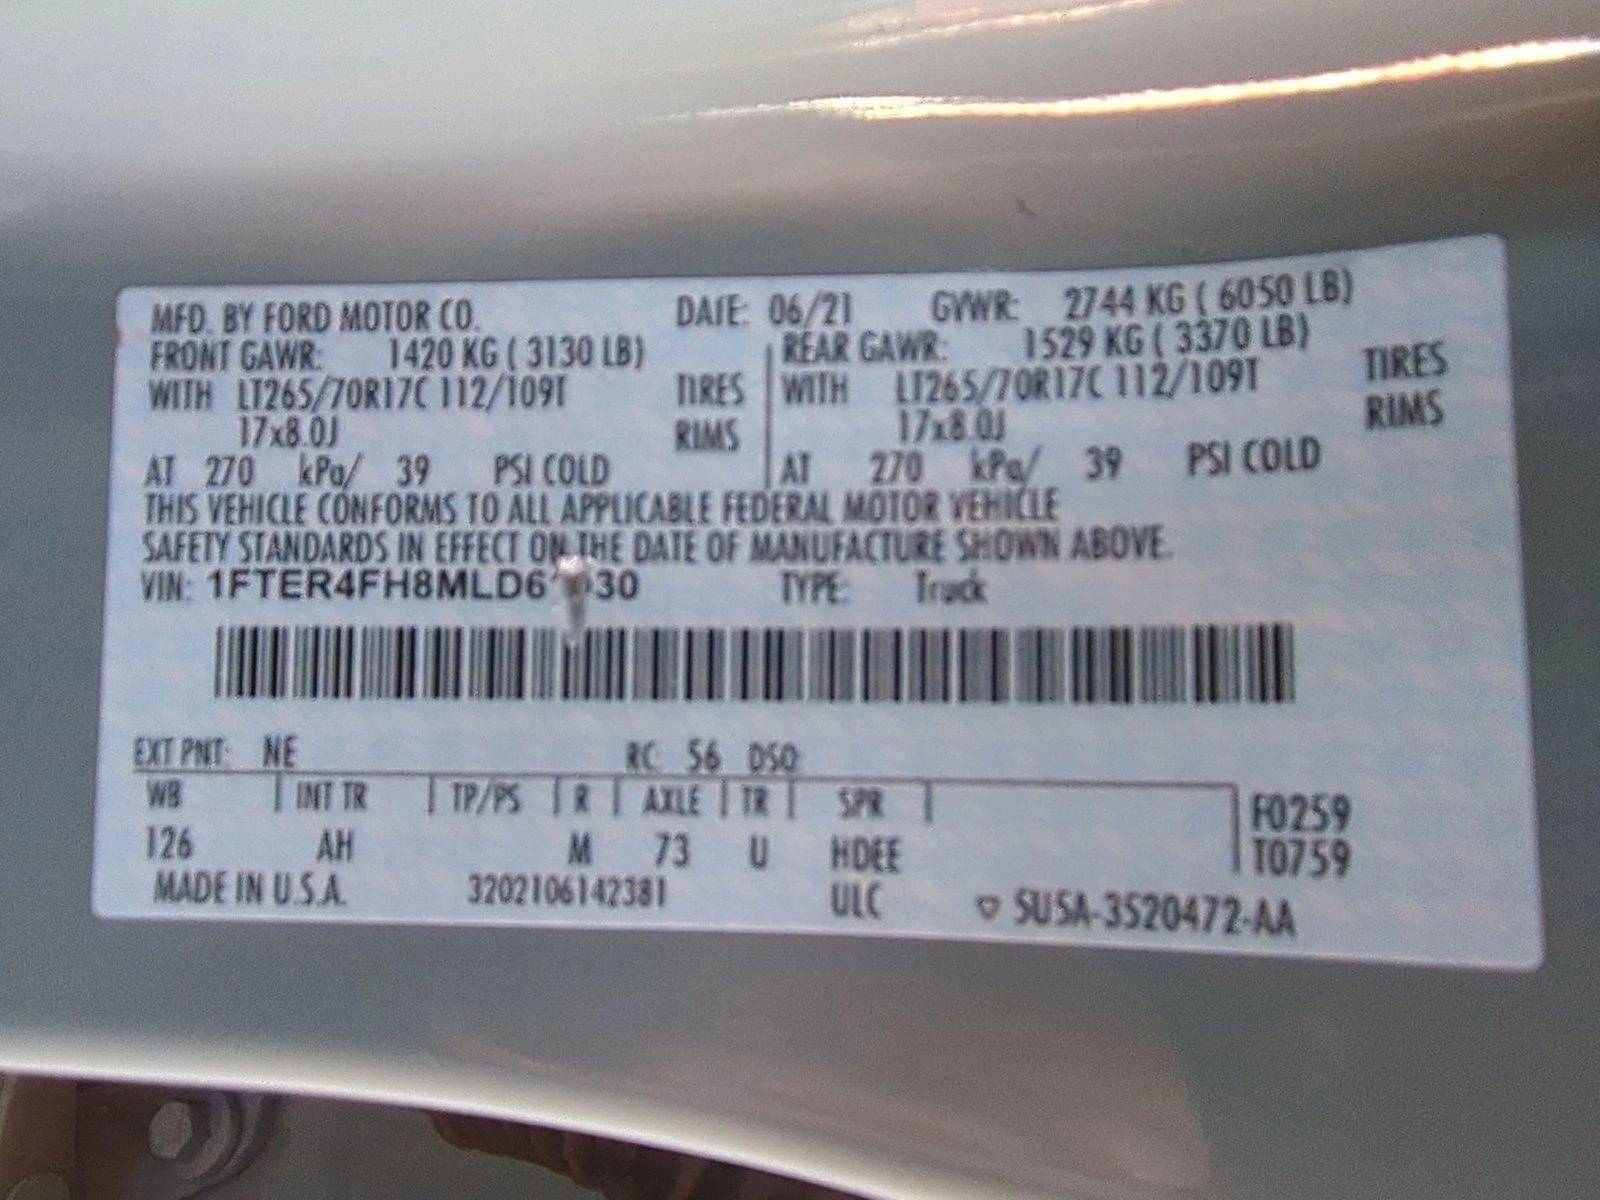 MFD. BY FORD MOTOR CO. DATE: 06/21 GVWR: 2744 KG ( 6050 LB)
FRONT GAWR: 1420 KG ( 3130 LB) REAR GAWR: 1529 KG ( 3370 LB)
WITH LT265/70R17C 112/109T TIRES WITH LT265/70R17C 112/109T TIRES
17x8.0J RIMS 17x8.0J RIMS
AT 270 kPa/ 39 PSI COLD AT 270 kPa/ 39 PSI COLD
THIS VEHICLE CONFORMS TO ALL APPLICABLE FEDERAL MOTOR VEHICLE
SAFETY STANDARDS IN EFFECT ON THE DATE OF MANUFACTURE SHOWN ABOVE.
VIN: TYPE: Truck
EXT PNT: NE RC: 56 DSO:
WB INT TR TP/PS R AXLE TR SPR F0259
126 AH M 73 U HDEE T0759
MADE IN U.S.A. 3202106142381 ULC ▽ SU5A-3520472-AA